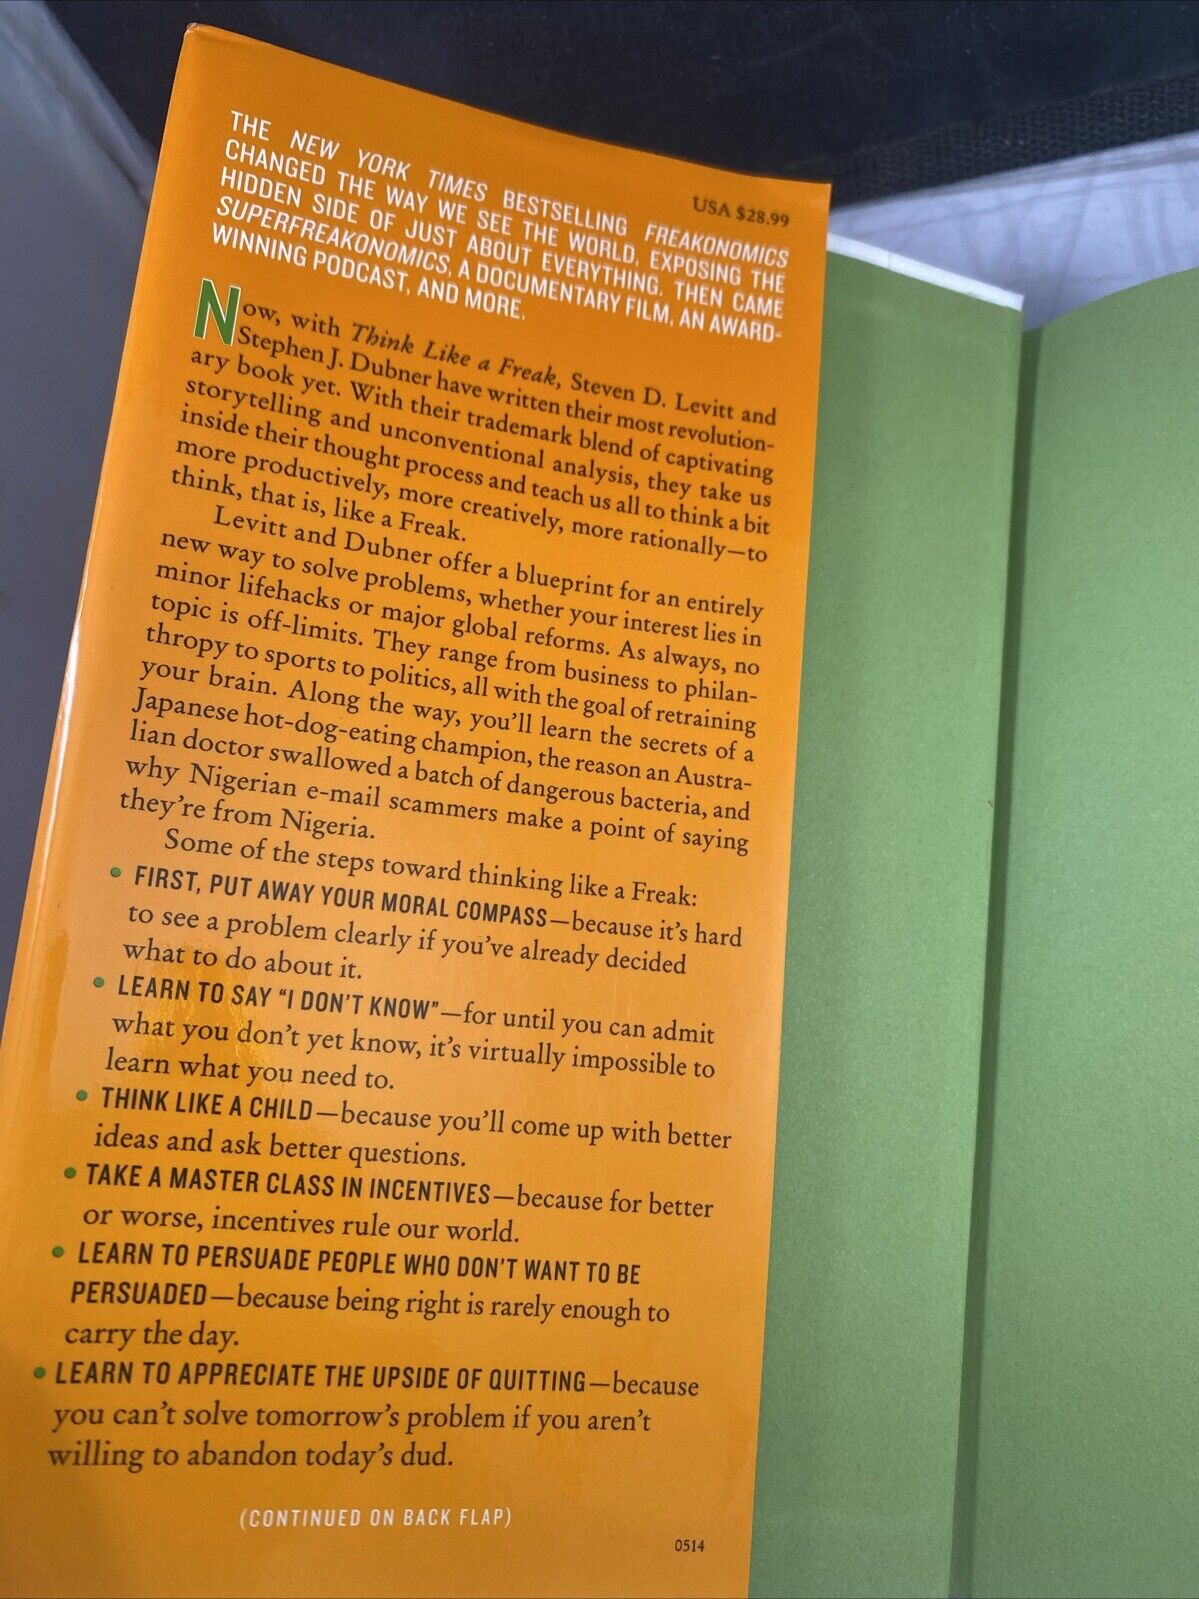 USA $28.99
THE NEW YORK TIMES BESTSELLING FREAKONOMICS
CHANGED THE WAY WE SEE THE WORLD, EXPOSING THE
HIDDEN SIDE OF JUST ABOUT EVERYTHING. THEN CAME
SUPERFREAKONOMICS, A DOCUMENTARY FILM, AN AWARD-
WINNING PODCAST, AND MORE.
Now, with Think Like a Freak, Steven D. Levitt and
Stephen J. Dubner have written their most revolution-
ary book yet. With their trademark blend of captivating
storytelling and unconventional analysis, they take us
inside their thought process and teach us all to think a bit
more productively, more creatively, more rationally—to
think, that is, like a Freak.
Levitt and Dubner offer a blueprint for an entirely
new way to solve problems, whether your interest lies in
minor lifehacks or major global reforms. As always, no
topic is off-limits. They range from business to philan-
thropy to sports to politics, all with the goal of retraining
your brain. Along the way, you'll learn the secrets of a
Japanese hot-dog-eating champion, the reason an Austra-
lian doctor swallowed a batch of dangerous bacteria, and
why Nigerian e-mail scammers make a point of saying
they're from Nigeria.
Some of the steps toward thinking like a Freak:
• FIRST, PUT AWAY YOUR MORAL COMPASS—because it's hard
to see a problem clearly if you've already decided
what to do about it.
• LEARN TO SAY "I DON'T KNOW"—for until you can admit
what you don't yet know, it's virtually impossible to
learn what you need to.
• THINK LIKE A CHILD—because you'll come up with better
ideas and ask better questions.
• TAKE A MASTER CLASS IN INCENTIVES—because for better
or worse, incentives rule our world.
• LEARN TO PERSUADE PEOPLE WHO DON'T WANT TO BE
PERSUADED—because being right is rarely enough to
carry the day.
• LEARN TO APPRECIATE THE UPSIDE OF QUITTING—because
you can't solve tomorrow's problem if you aren't
willing to abandon today's dud.
(CONTINUED ON BACK FLAP)
0514